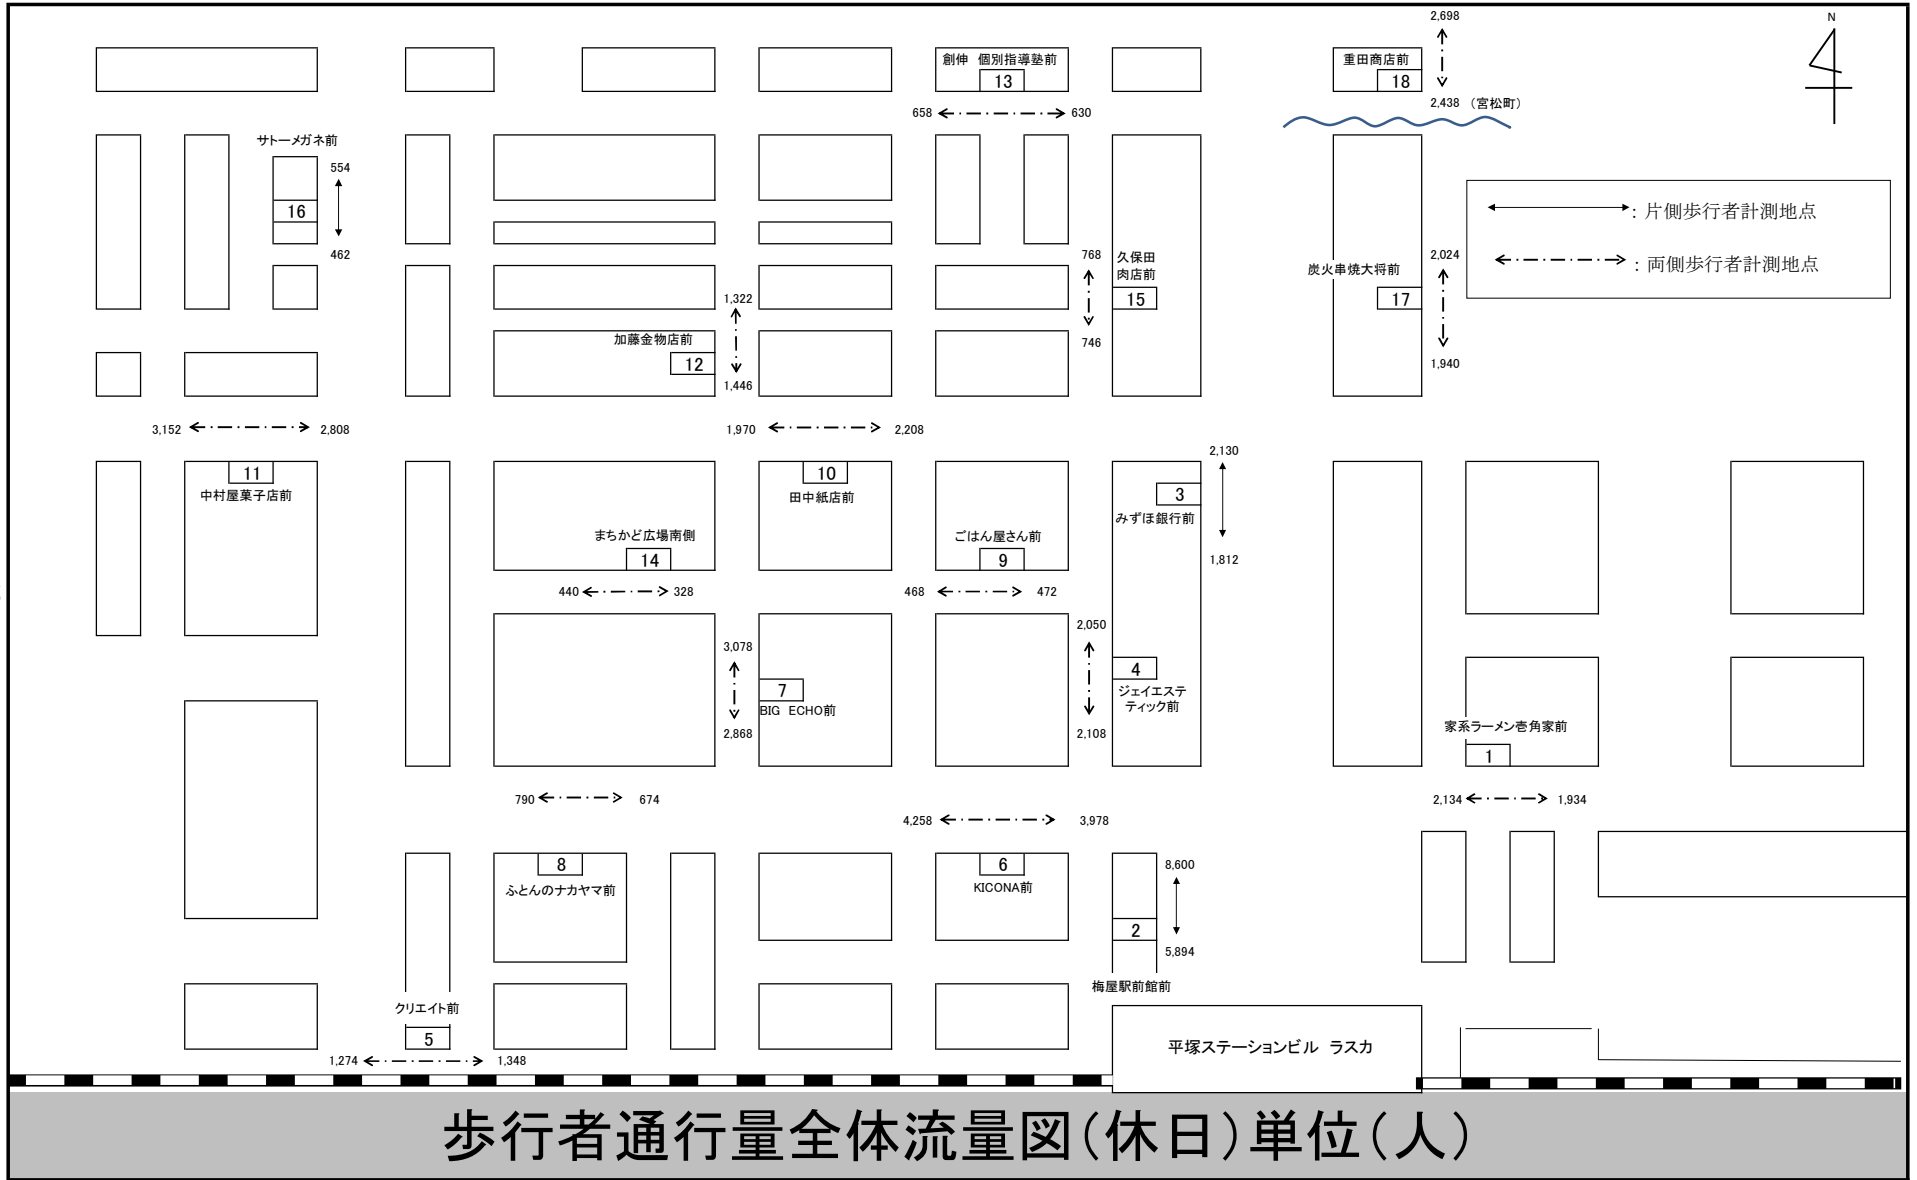 2,698
N
創伸　個別指導塾前
13
重田商店前
18
2,438 （宮松町）
658
630
サトーメガネ前
554
16
462
: 片側歩行者計測地点
: 両側歩行者計測地点
768
久保田
肉店前
15
746
炭火串焼大将前
17
2,024
1,940
1,322
加藤金物店前
12
1,446
3,152
2,808
1,970
2,208
11
中村屋菓子店前
10
田中紙店前
2,130
3
みずほ銀行前
1,812
まちかど広場南側
14
440
328
ごはん屋さん前
9
468
472
3,078
7
BIG　ECHO前
2,868
2,050
4
ジェイエステ
ティック前
2,108
家系ラーメン壱角家前
1
2,134
1,934
790
674
4,258
3,978
8
ふとんのナカヤマ前
6
KICONA前
8,600
2
5,894
梅屋駅前館前
クリエイト前
5
1,274
1,348
平塚ステーションビル　ラスカ
歩行者通行量全体流量図（休日）単位（人）